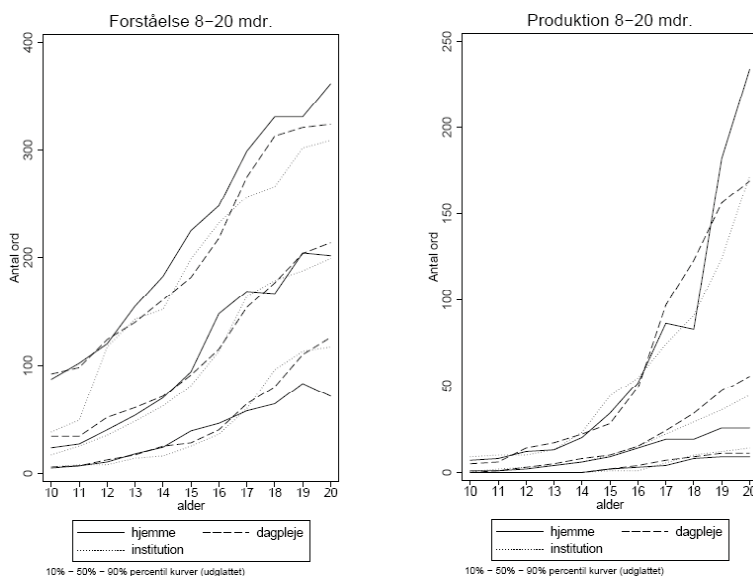 Forståelse 8–20 mdr.
Antal ord
400
300
200
100
0
10 11 12 13 14 15 16 17 18 19 20
alder
hjemme
dagpleje
institution
10% – 50% – 90% percentil kurver (udglattet)
Produktion 8–20 mdr.
Antal ord
250
200
150
100
50
0
10 11 12 13 14 15 16 17 18 19 20
alder
hjemme
dagpleje
institution
10% – 50% – 90% percentil kurver (udglattet)